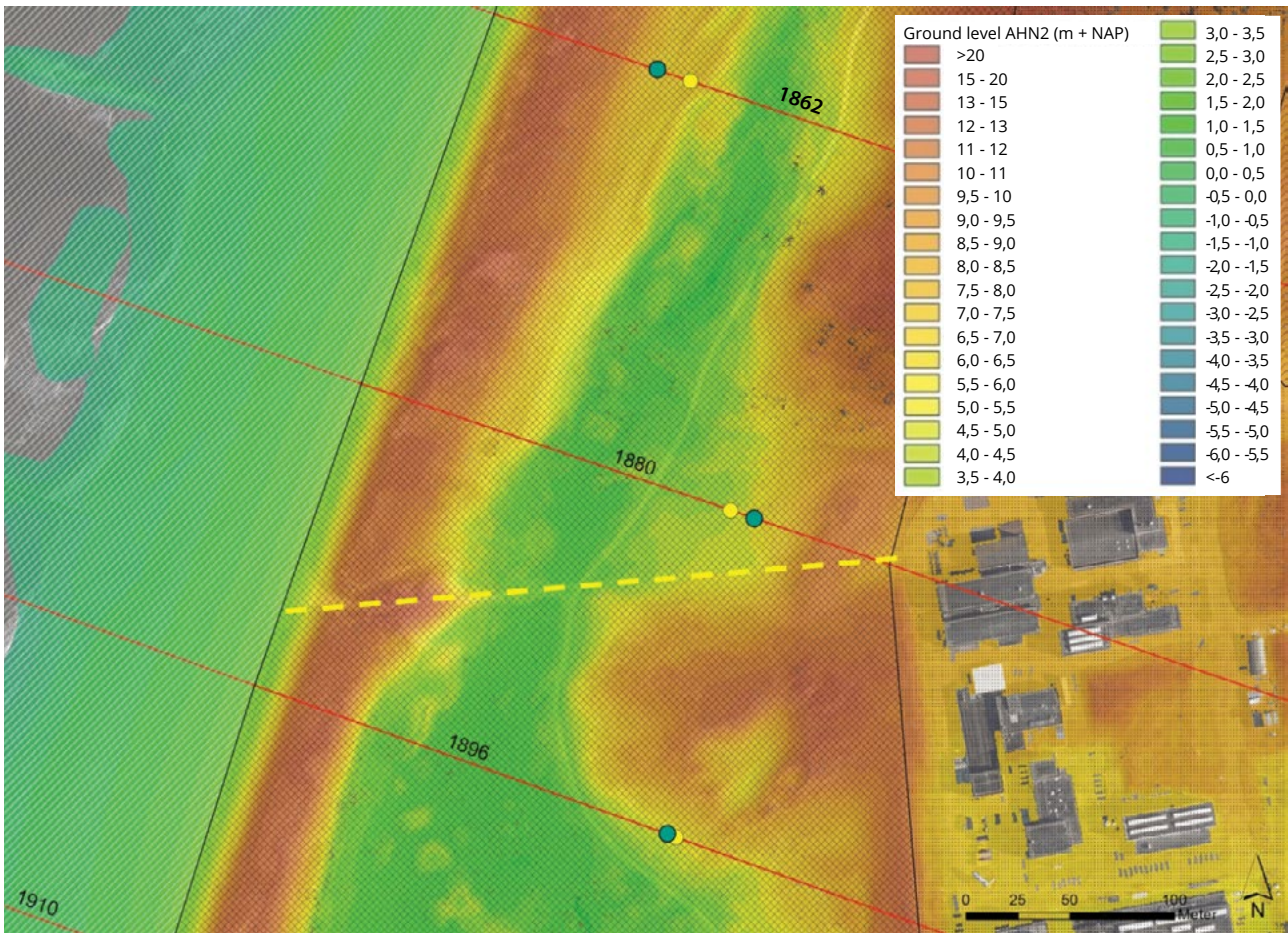 Ground level AHN2 (m + NAP)
>20
15 - 20
13 - 15
12 - 13
11 - 12
10 - 11
9,5 - 10
9,0 - 9,5
8,5 - 9,0
8,0 - 8,5
7,5 - 8,0
7,0 - 7,5
6,5 - 7,0
6,0 - 6,5
5,5 - 6,0
5,0 - 5,5
4,5 - 5,0
4,0 - 4,5
3,5 - 4,0
3,0 - 3,5
2,5 - 3,0
2,0 - 2,5
1,5 - 2,0
1,0 - 1,5
0,5 - 1,0
0,0 - 0,5
-0,5 - 0,0
-1,0 - -0,5
-1,5 - -1,0
-2,0 - -1,5
-2,5 - -2,0
-3,0 - -2,5
-3,5 - -3,0
-4,0 - -3,5
-4,5 - -4,0
-5,0 - -4,5
-5,5 - -5,0
-6,0 - -5,5
<-6
1862
1880
1896
1910
0 25 50 100
Meter
N